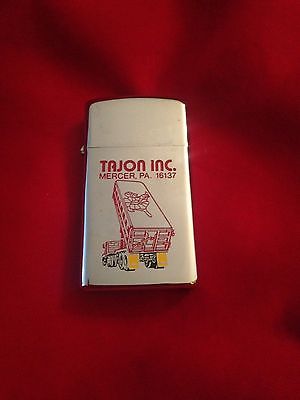 TAJON INC.
MERCER, PA. 16137